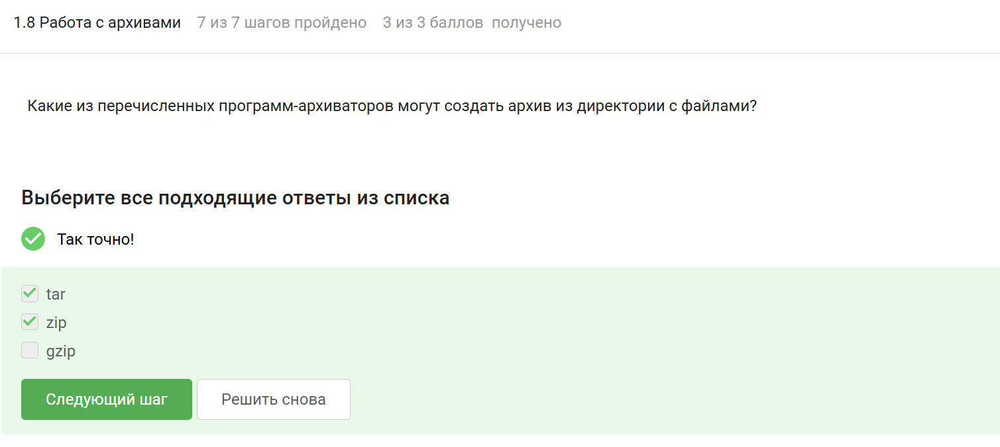 1.8 Работа с архивами 7 из 7 шагов пройдено 3 из 3 баллов получено
Какие из перечисленных программ-архиваторов могут создать архив из директории с файлами?
Выберите все подходящие ответы из списка
Так точно!
tar
zip
gzip
Следующий шаг Решить снова